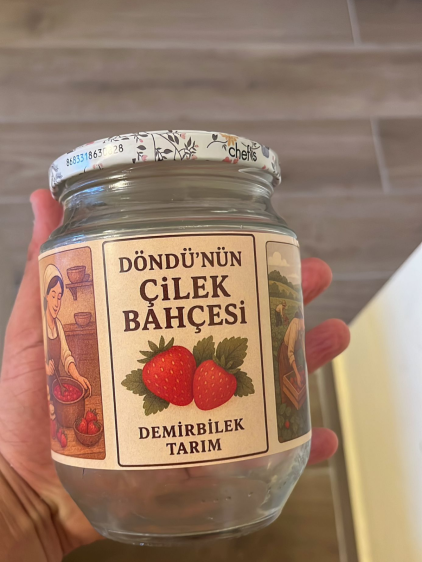 chefs
DÖNDÜ'NÜN
ÇİLEK
BAHÇESİ
DEMİRBİLEK
TARIM